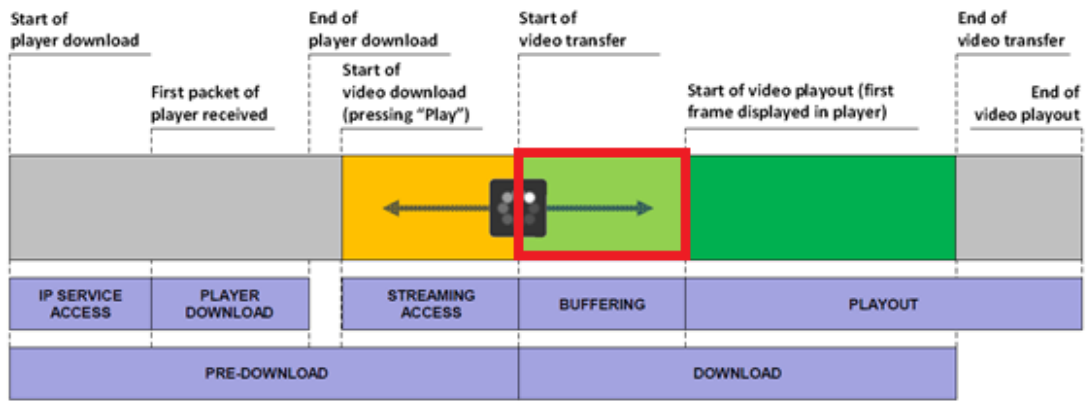 Start of
player download
End of
player download
Start of
video transfer
End of
video transfer
First packet of
player received
Start of
video download
(pressing “Play”)
Start of video playout (first
frame displayed in player)
End of
video playout
IP SERVICE
ACCESS
PLAYER
DOWNLOAD
STREAMING
ACCESS
BUFFERING
PLAYOUT
PRE-DOWNLOAD
DOWNLOAD